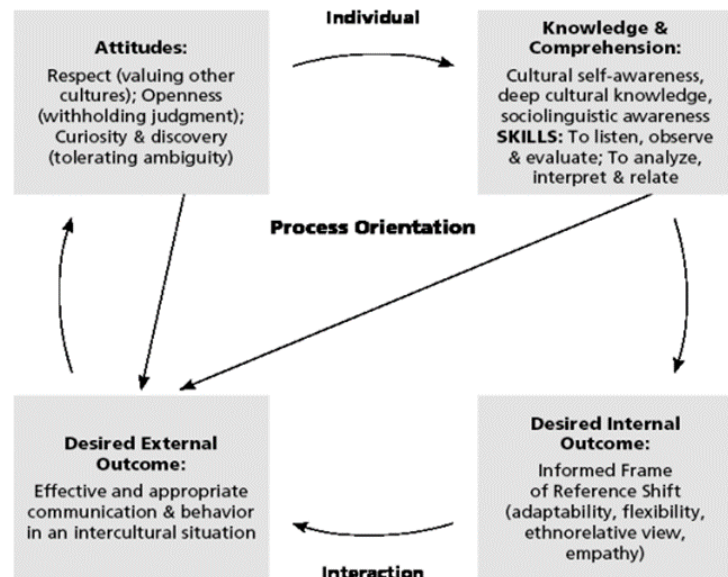 Individual
Attitudes:
Respect (valuing other
cultures); Openness
(withholding judgment);
Curiosity & discovery
(tolerating ambiguity)
Knowledge &
Comprehension:
Cultural self-awareness,
deep cultural knowledge,
sociolinguistic awareness
SKILLS: To listen, observe
& evaluate; To analyze,
interpret & relate
Process Orientation
Desired External
Outcome:
Effective and appropriate
communication & behavior
in an intercultural situation
Desired Internal
Outcome:
Informed Frame
of Reference Shift
(adaptability, flexibility,
ethnorelative view,
empathy)
Interaction